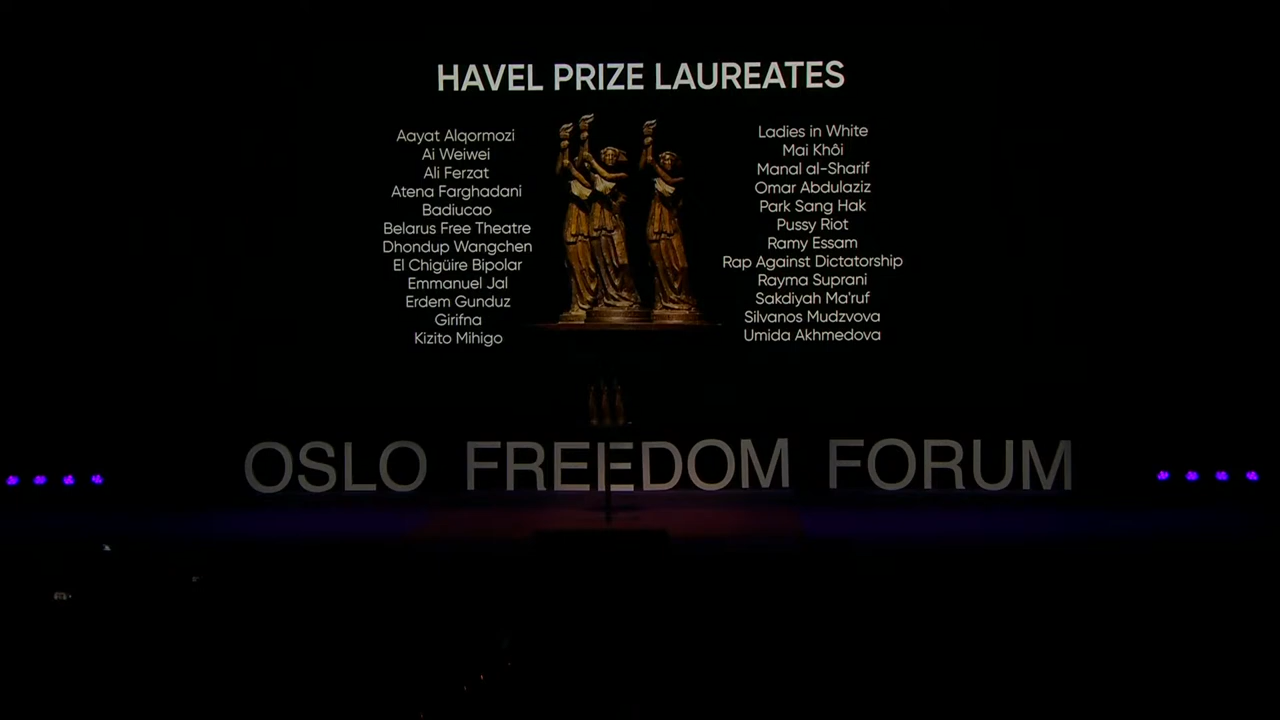 HAVEL PRIZE LAUREATES
Aayat Alqormozi
Ai Weiwei
Ali Ferzat
Atena Farghadani
Badiucao
Belarus Free Theatre
Dhondup Wangchen
El Chigüire Bipolar
Emmanuel Jal
Erdem Gunduz
Girifna
Kizito Mihigo
Ladies in White
Mai Khôi
Manal al-Sharif
Omar Abdulaziz
Park Sang Hak
Pussy Riot
Ramy Essam
Rap Against Dictatorship
Rayma Suprani
Sakdiyah Ma'ruf
Silvanos Mudzvova
Umida Akhmedova
OSLO FREEDOM FORUM